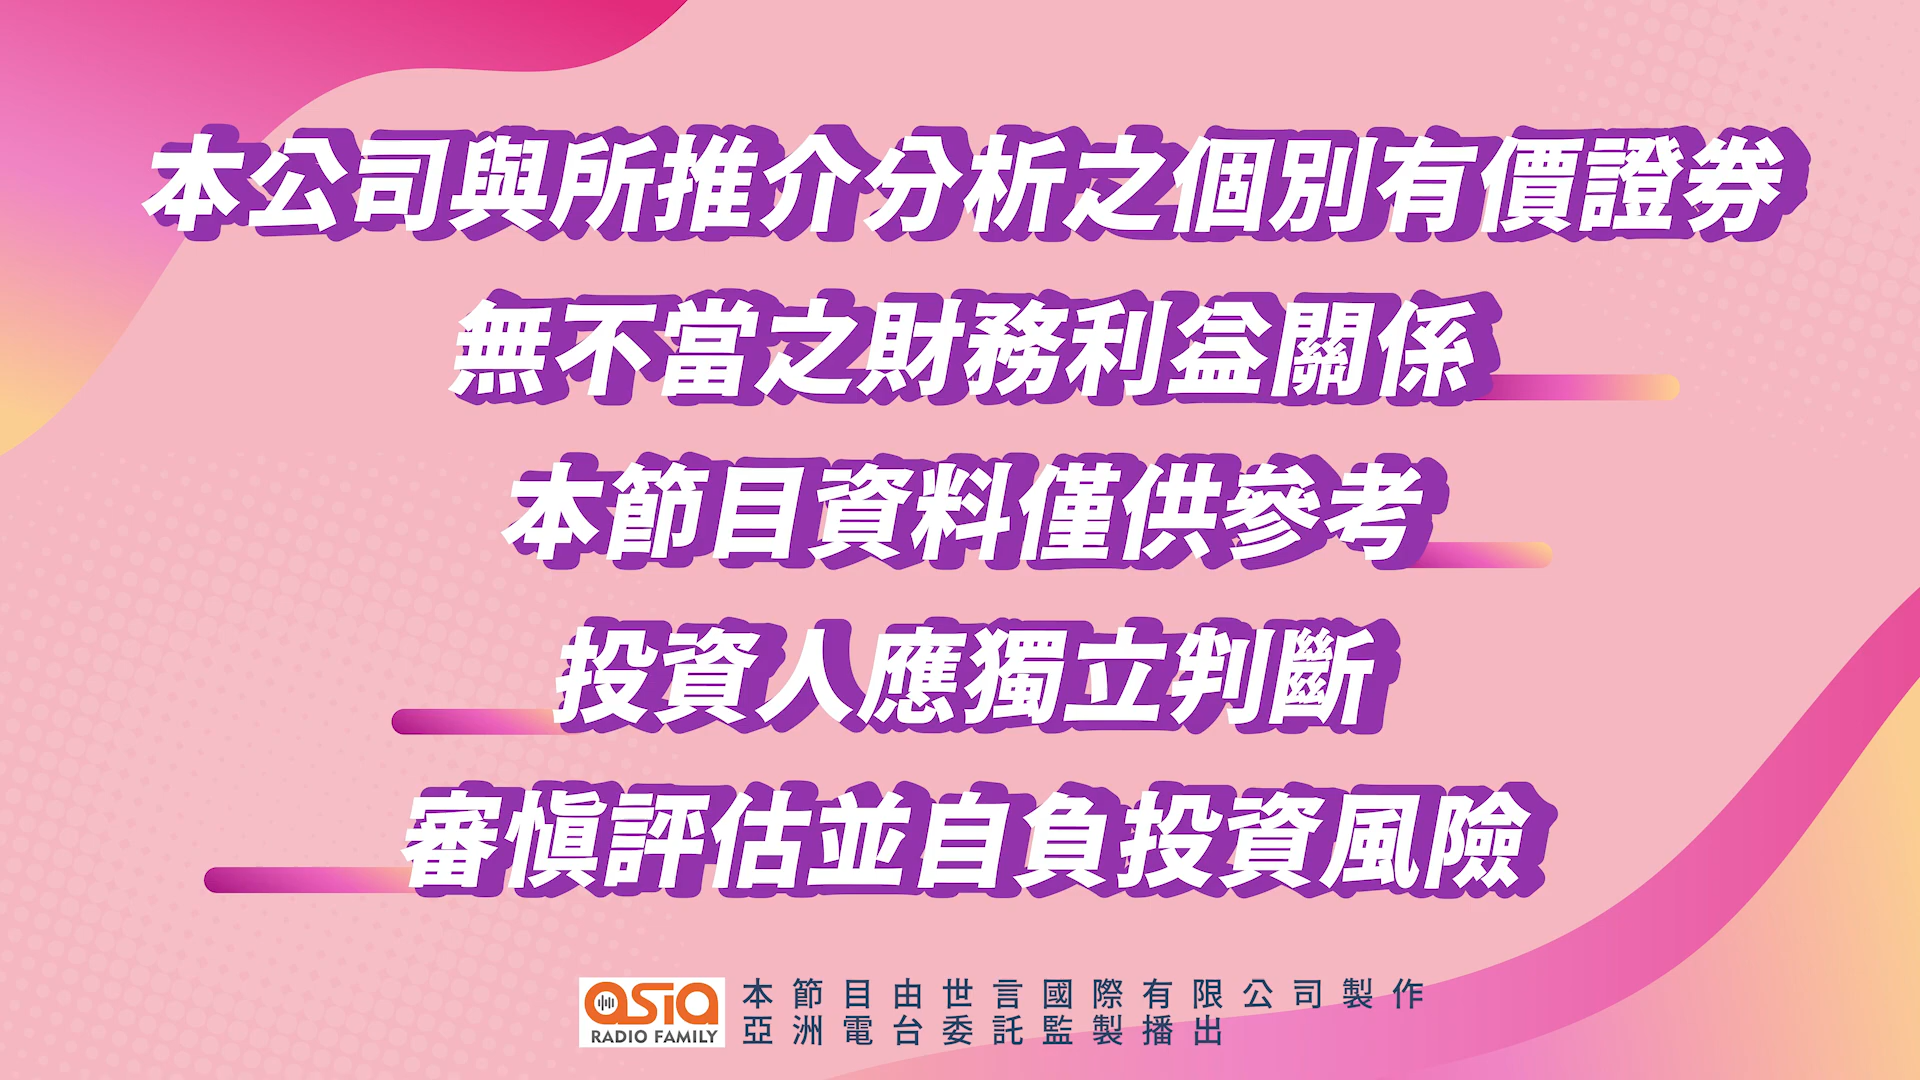 本公司與所推介分析之個別有價證券
無不當之財務利益關係
本節目資料僅供參考
投資人應獨立判斷
審慎評估並自負投資風險
asia
RADIO FAMILY
本節目由世言國際有限公司製作
亞洲電台委託監製播出